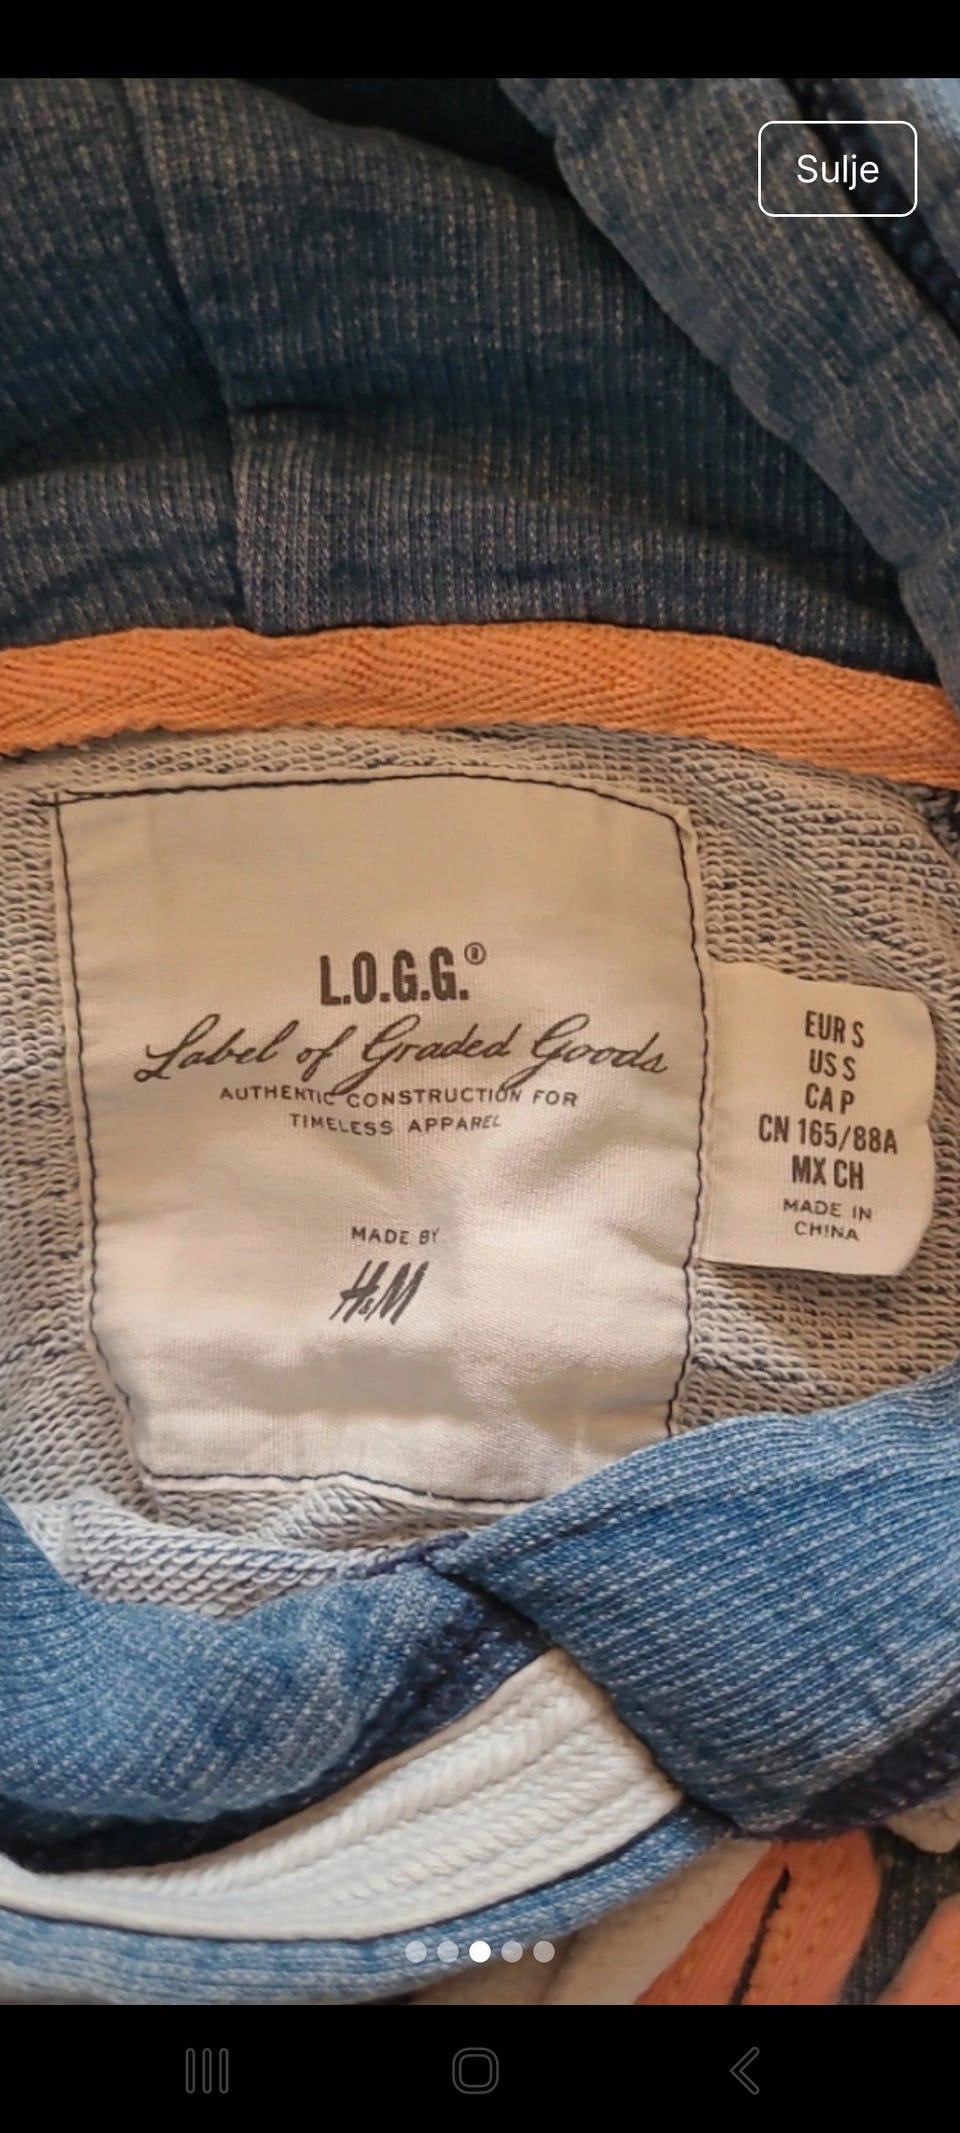 Sulje
L.O.G.G.®
Label of Graded Goods
AUTHENTIC CONSTRUCTION FOR
TIMELESS APPAREL
MADE BY
H&M
EUR S
US S
CA P
CN 165/88A
MX CH
MADE IN
CHINA